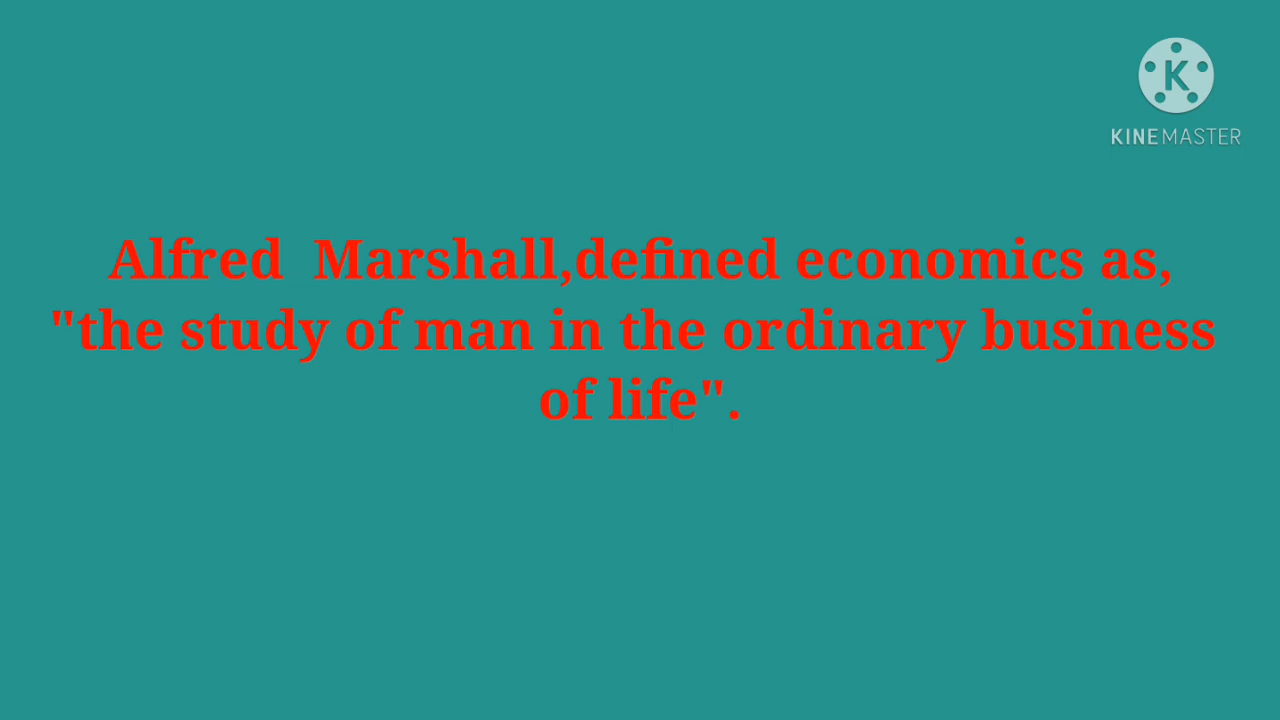 K
KINEMASTER
Alfred  Marshall,defined economics as,
"the study of man in the ordinary business
of life".